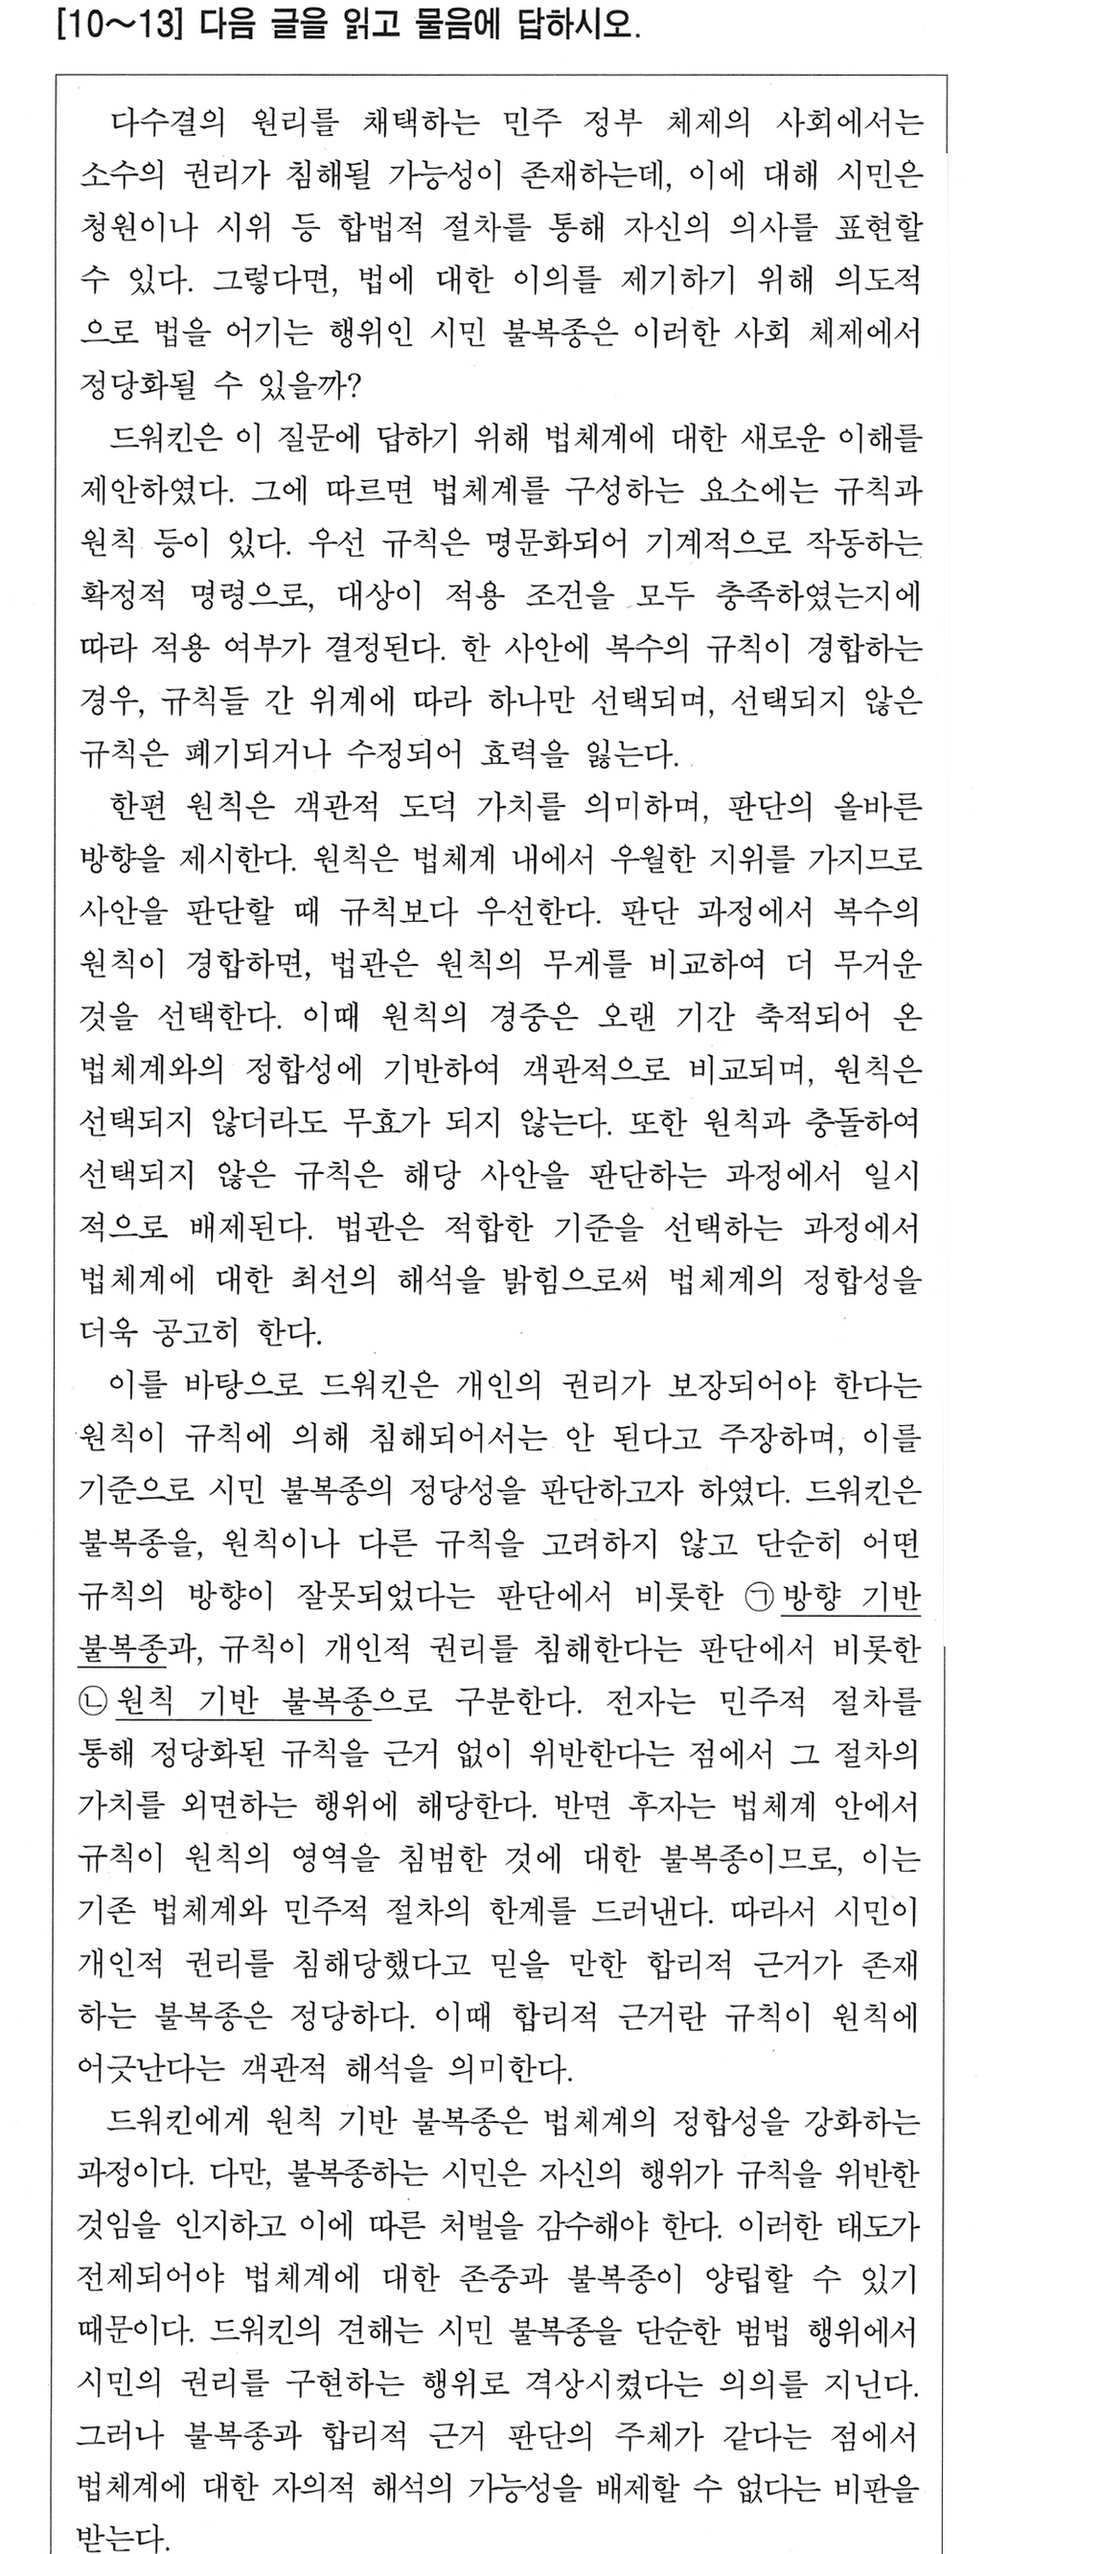 [10～13] 다음 글을 읽고 물음에 답하시오.
다수결의 원리를 채택하는 민주 정부 체제의 사회에서는
소수의 권리가 침해될 가능성이 존재하는데, 이에 대해 시민은
청원이나 시위 등 합법적 절차를 통해 자신의 의사를 표현할
수 있다. 그렇다면, 법에 대한 이의를 제기하기 위해 의도적
으로 법을 어기는 행위인 시민 불복종은 이러한 사회 체제에서
정당화될 수 있을까?
드워킨은 이 질문에 답하기 위해 법체계에 대한 새로운 이해를
제안하였다. 그에 따르면 법체계를 구성하는 요소에는 규칙과
원칙 등이 있다. 우선 규칙은 명문화되어 기계적으로 작동하는
확정적 명령으로, 대상이 적용 조건을 모두 충족하였는지에
따라 적용 여부가 결정된다. 한 사안에 복수의 규칙이 경합하는
경우, 규칙들 간 위계에 따라 하나만 선택되며, 선택되지 않은
규칙은 폐기되거나 수정되어 효력을 잃는다.
한편 원칙은 객관적 도덕 가치를 의미하며, 판단의 올바른
방향을 제시한다. 원칙은 법체계 내에서 우월한 지위를 가지므로
사안을 판단할 때 규칙보다 우선한다. 판단 과정에서 복수의
원칙이 경합하면, 법관은 원칙의 무게를 비교하여 더 무거운
것을 선택한다. 이때 원칙의 경중은 오랜 기간 축적되어 온
법체계와의 정합성에 기반하여 객관적으로 비교되며, 원칙은
선택되지 않더라도 무효가 되지 않는다. 또한 원칙과 충돌하여
선택되지 않은 규칙은 해당 사안을 판단하는 과정에서 일시
적으로 배제된다. 법관은 적합한 기준을 선택하는 과정에서
법체계에 대한 최선의 해석을 밝힘으로써 법체계의 정합성을
더욱 공고히 한다.
이를 바탕으로 드워킨은 개인의 권리가 보장되어야 한다는
원칙이 규칙에 의해 침해되어서는 안 된다고 주장하며, 이를
기준으로 시민 불복종의 정당성을 판단하고자 하였다. 드워킨은
불복종을, 원칙이나 다른 규칙을 고려하지 않고 단순히 어떤
규칙의 방향이 잘못되었다는 판단에서 비롯한 ㉠방향 기반
불복종과, 규칙이 개인적 권리를 침해한다는 판단에서 비롯한
㉡원칙 기반 불복종으로 구분한다. 전자는 민주적 절차를
통해 정당화된 규칙을 근거 없이 위반한다는 점에서 그 절차의
가치를 외면하는 행위에 해당한다. 반면 후자는 법체계 안에서
규칙이 원칙의 영역을 침범한 것에 대한 불복종이므로, 이는
기존 법체계와 민주적 절차의 한계를 드러낸다. 따라서 시민이
개인적 권리를 침해당했다고 믿을 만한 합리적 근거가 존재
하는 불복종은 정당하다. 이때 합리적 근거란 규칙이 원칙에
어긋난다는 객관적 해석을 의미한다.
드워킨에게 원칙 기반 불복종은 법체계의 정합성을 강화하는
과정이다. 다만, 불복종하는 시민은 자신의 행위가 규칙을 위반한
것임을 인지하고 이에 따른 처벌을 감수해야 한다. 이러한 태도가
전제되어야 법체계에 대한 존중과 불복종이 양립할 수 있기
때문이다. 드워킨의 견해는 시민 불복종을 단순한 범법 행위에서
시민의 권리를 구현하는 행위로 격상시켰다는 의의를 지닌다.
그러나 불복종과 합리적 근거 판단의 주체가 같다는 점에서
법체계에 대한 자의적 해석의 가능성을 배제할 수 없다는 비판을
받는다.